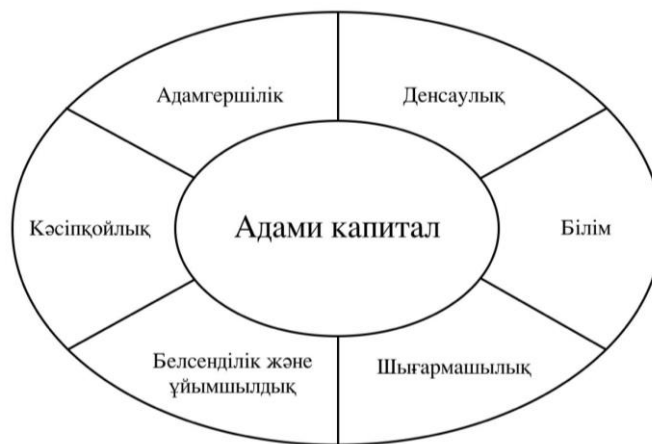 Адамгершілік
Денсаулық
Кәсіпқойлық
Адами капитал
Білім
Белсенділік және
ұйымшылдық
Шығармашылық